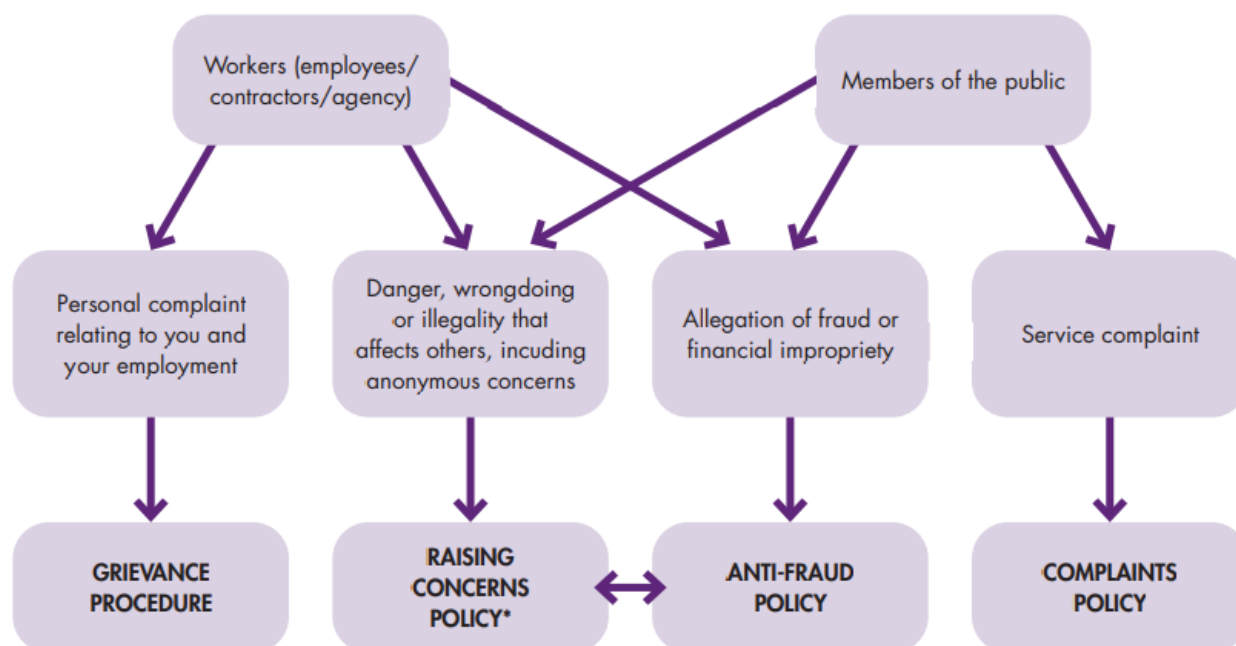 Workers (employees/
contractors/agency)
Members of the public
Personal complaint
relating to you and
your employment
Danger, wrongdoing
or illegality that
affects others, incuding
anonymous concerns
Allegation of fraud or
financial impropriety
Service complaint
GRIEVANCE
PROCEDURE
RAISING
CONCERNS
POLICY*
ANTI-FRAUD
POLICY
COMPLAINTS
POLICY